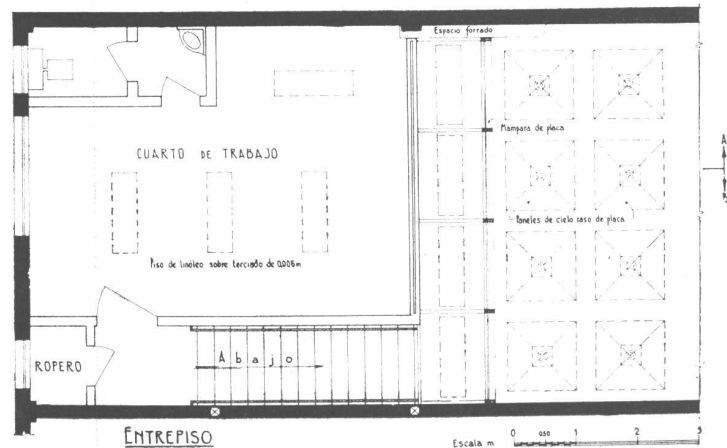 Espacio forrado
Mampara de placa
CUARTO DE TRABAJO
Paneles de cielo raso de placa
Piso de linóleo sobre terciado de 0.006 m
ROPERO
Abajo
A
ENTREPISO
Escala m
0 0.50 1 2 3